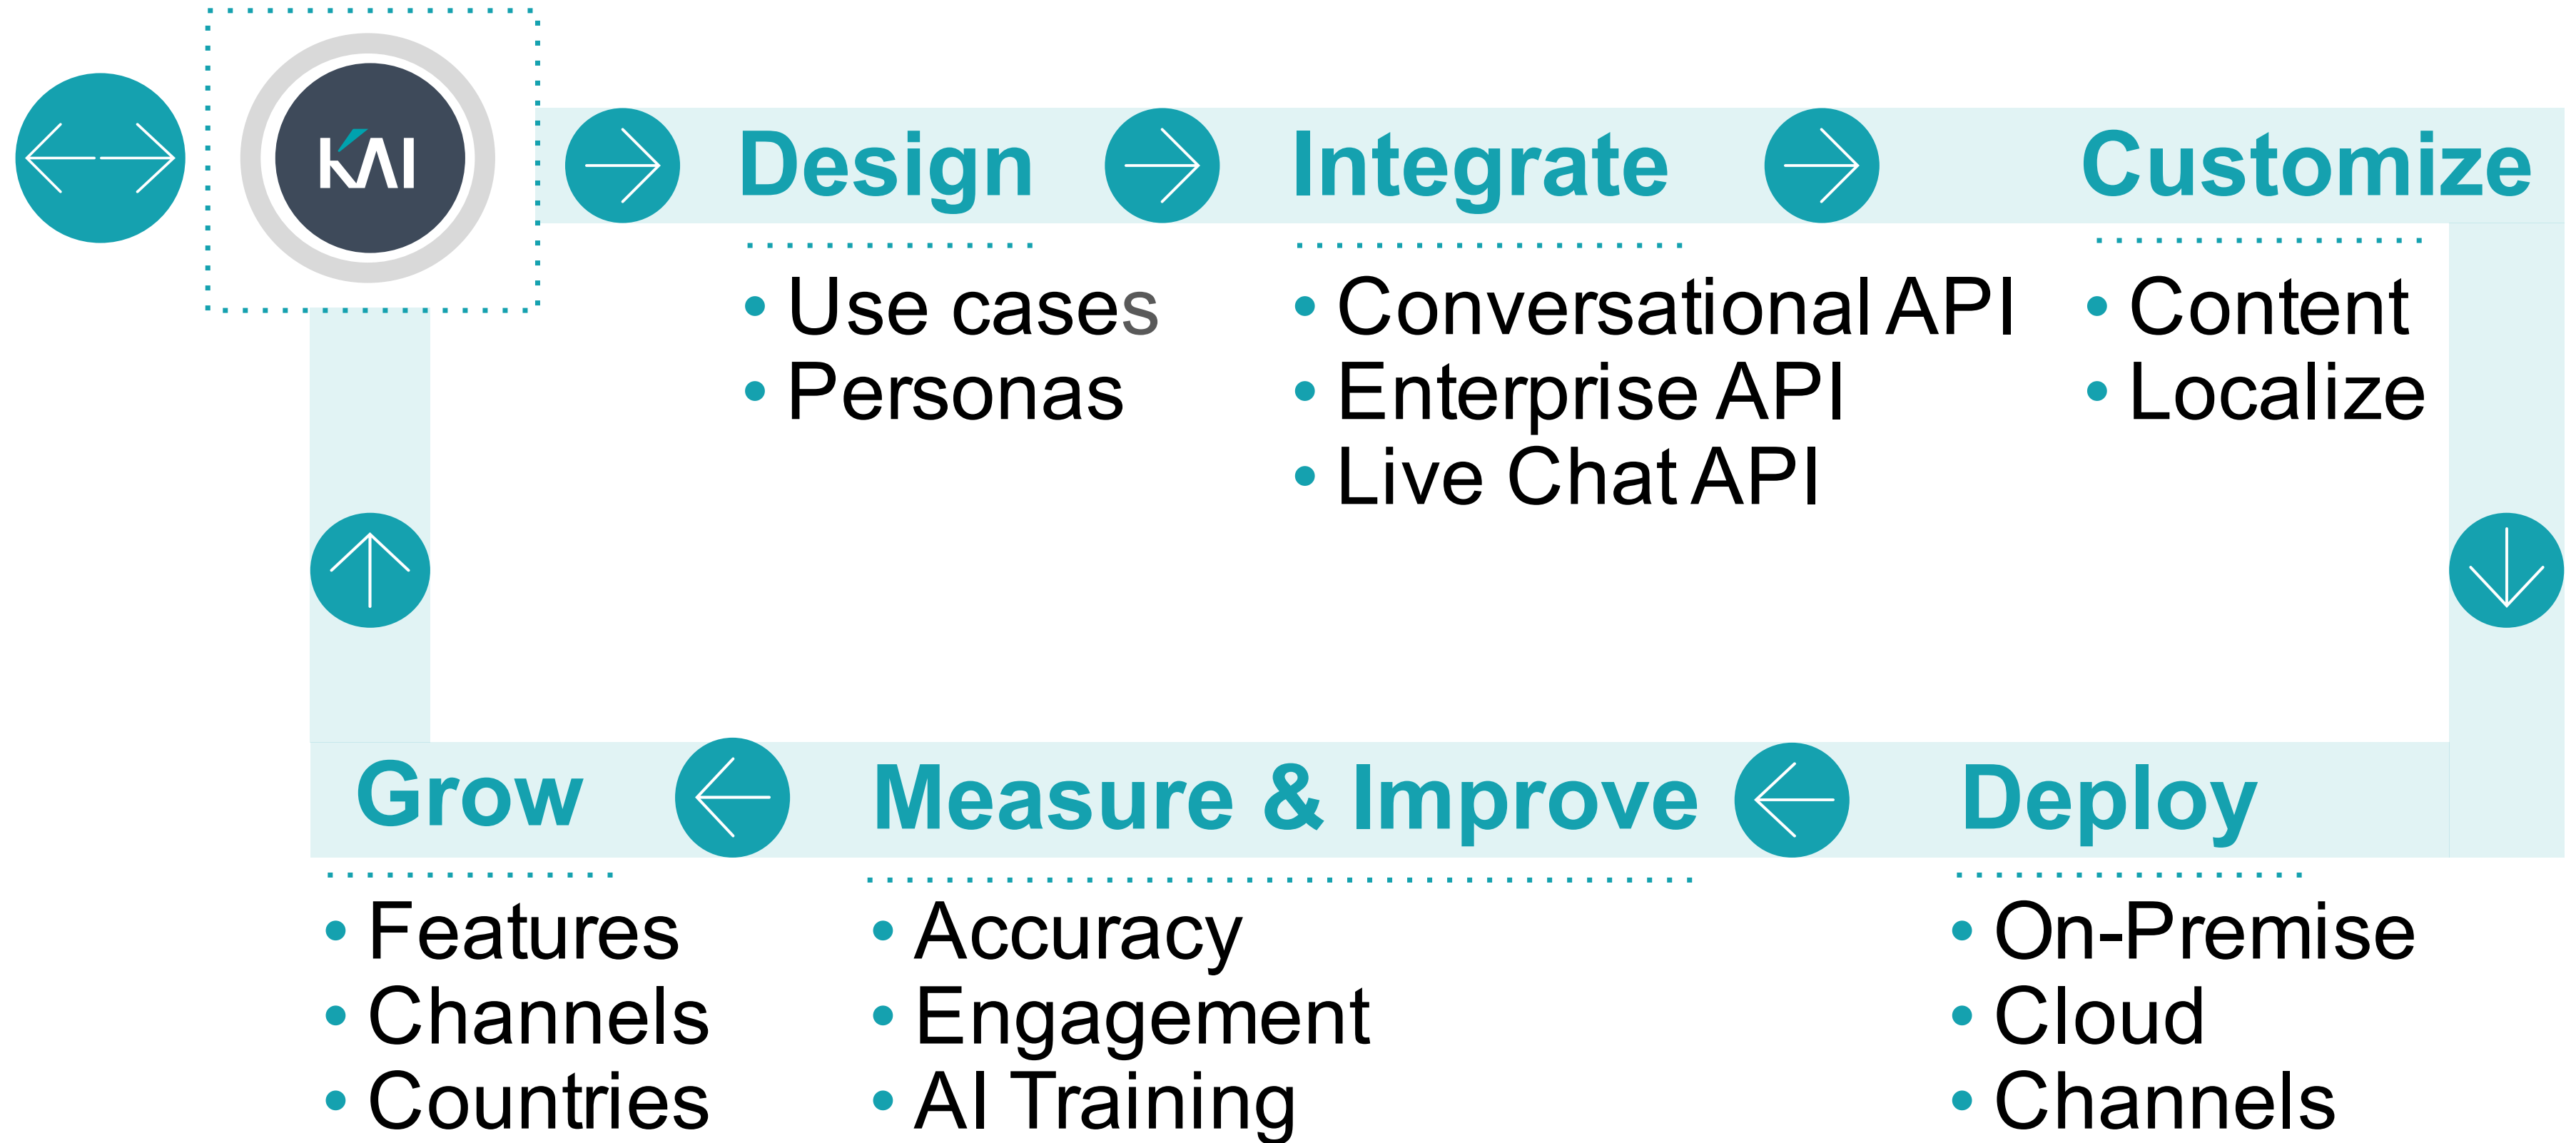 KAI
Design
Integrate
Customize
• Use cases
• Personas
• Conversational API
• Enterprise API
• Live Chat API
• Content
• Localize
Grow
Measure & Improve
Deploy
• Features
• Channels
• Countries
• Accuracy
• Engagement
• AI Training
• On-Premise
• Cloud
• Channels